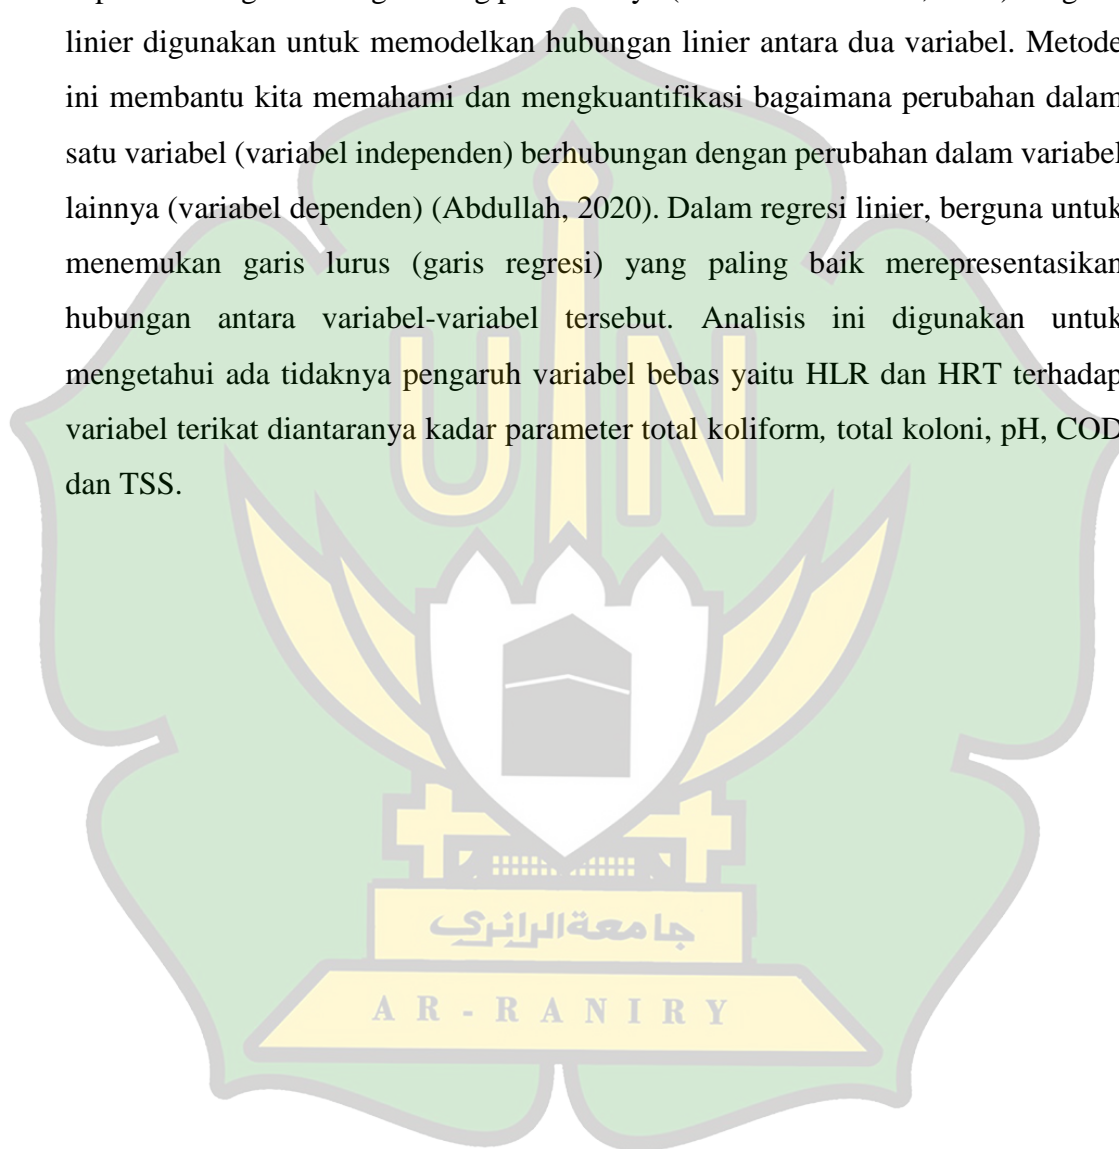 linier digunakan untuk memodelkan hubungan linier antara dua variabel. Metode
ini membantu kita memahami dan mengkuantifikasi bagaimana perubahan dalam
satu variabel (variabel independen) berhubungan dengan perubahan dalam variabel
lainnya (variabel dependen) (Abdullah, 2020). Dalam regresi linier, berguna untuk
menemukan garis lurus (garis regresi) yang paling baik merepresentasikan
hubungan antara variabel-variabel tersebut. Analisis ini digunakan untuk
mengetahui ada tidaknya pengaruh variabel bebas yaitu HLR dan HRT terhadap
variabel terikat diantaranya kadar parameter total koliform, total koloni, pH, COD
dan TSS.
UIN
جامعة الرانري
AR-RANIRY